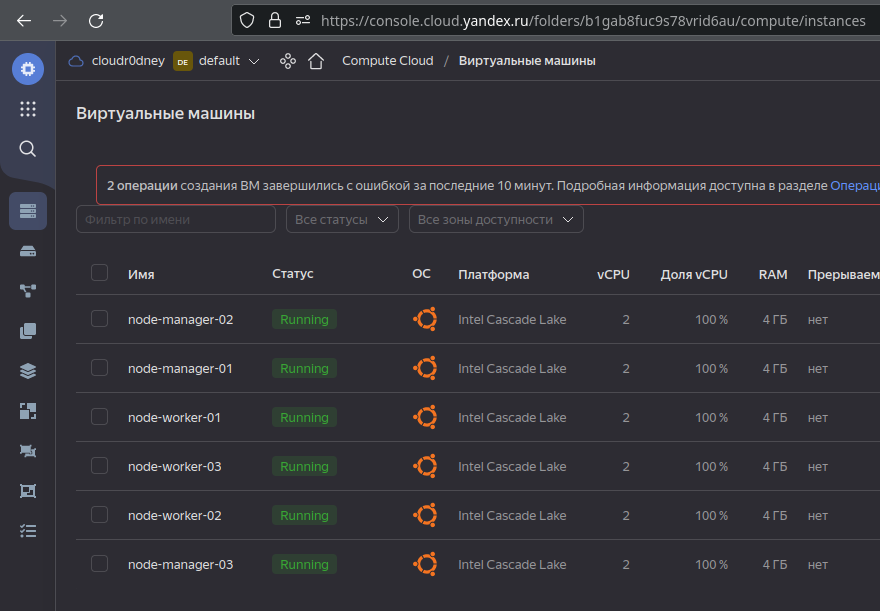 https://console.cloud.yandex.ru/folders/b1gab8fuc9s78vrid6au/compute/instances
cloudr0dney DE default Compute Cloud / Виртуальные машины
Виртуальные машины
2 операции создания ВМ завершились с ошибкой за последние 10 минут. Подробная информация доступна в разделе Операци
Фильтр по имени Все статусы Все зоны доступности
Имя Статус ОС Платформа vCPU Доля vCPU RAM Прерываем
node-manager-02 Running Intel Cascade Lake 2 100 % 4 ГБ нет
node-manager-01 Running Intel Cascade Lake 2 100 % 4 ГБ нет
node-worker-01 Running Intel Cascade Lake 2 100 % 4 ГБ нет
node-worker-03 Running Intel Cascade Lake 2 100 % 4 ГБ нет
node-worker-02 Running Intel Cascade Lake 2 100 % 4 ГБ нет
node-manager-03 Running Intel Cascade Lake 2 100 % 4 ГБ нет